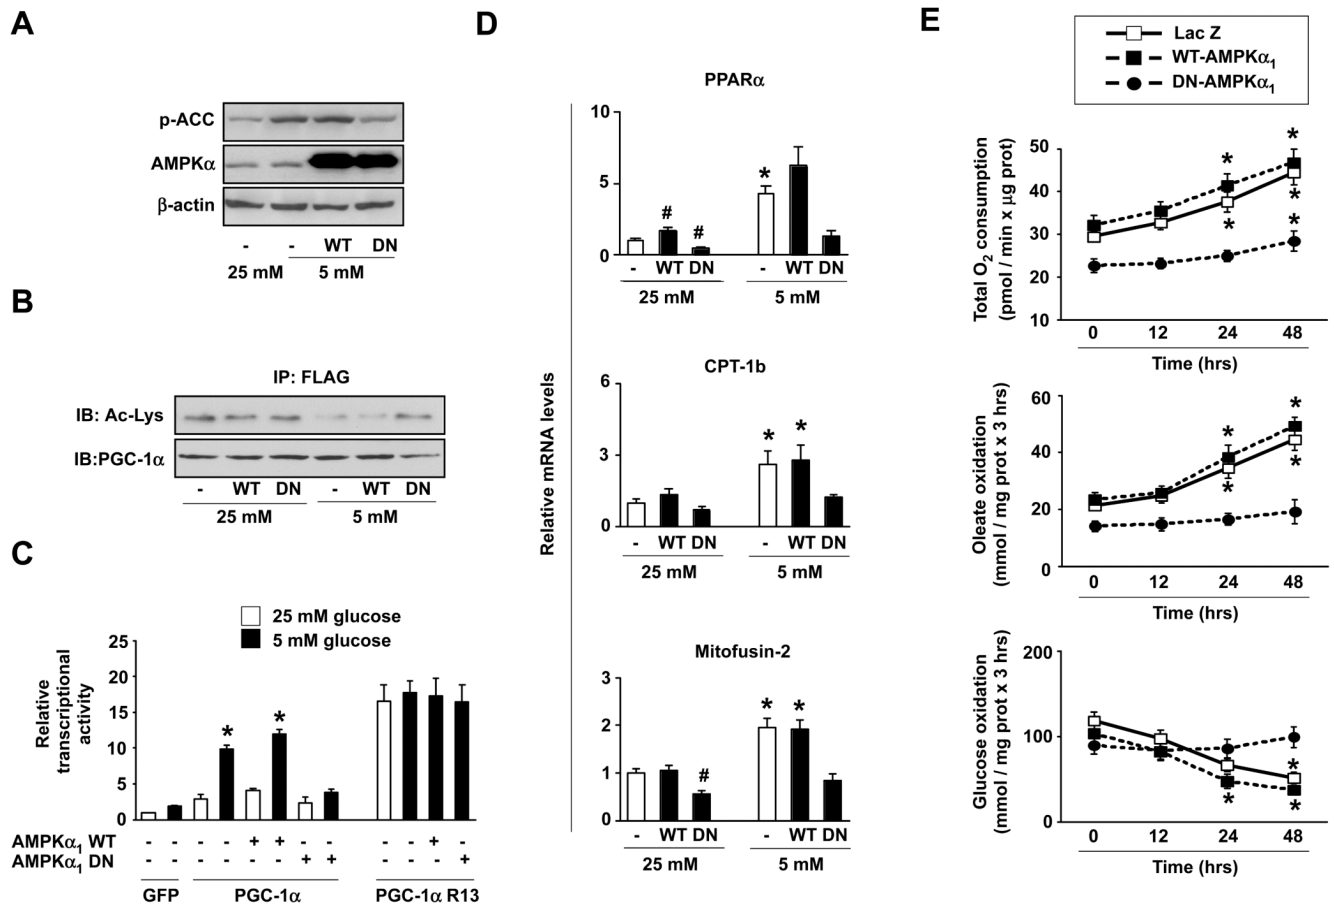 A
p-ACC
AMPKα
β-actin
- - WT DN
25 mM 5 mM
B
IP: FLAG
IB: Ac-Lys
IB:PGC-1α
- WT DN - WT DN
25 mM 5 mM
C
25 mM glucose
5 mM glucose
Relative
transcriptional
activity
25
20
15
10
5
0
* *
AMPKα1 WT - - - - + + - - - - + -
AMPKα1 DN - - - - - - + + - - - +
GFP PGC-1α PGC-1α R13
D
Relative mRNA levels
PPARα
10
5
0
# # *
- WT DN - WT DN
25 mM 5 mM
CPT-1b
6
3
0
* *
- WT DN - WT DN
25 mM 5 mM
Mitofusin-2
2
1
0
# * *
- WT DN - WT DN
25 mM 5 mM
E
Lac Z
WT-AMPKα1
DN-AMPKα1
Total O2 consumption
(pmol / min x μg prot)
50
40
30
20
10
* *
* *
*
0 12 24 48
Time (hrs)
Oleate oxidation
(mmol / mg prot x 3 hrs)
60
40
20
0
* *
* *
0 12 24 48
Time (hrs)
Glucose oxidation
(mmol / mg prot x 3 hrs)
200
100
0
*
* *
0 12 24 48
Time (hrs)